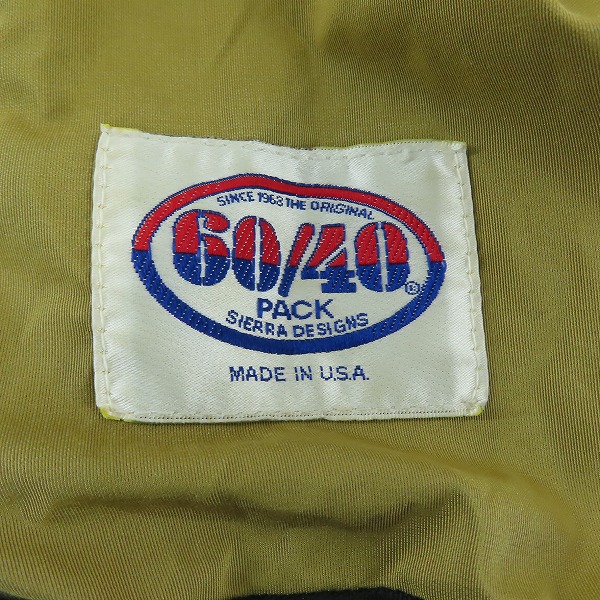 SINCE 1968 THE ORIGINAL
60/40®
PACK
SIERRA DESIGNS
MADE IN U.S.A.